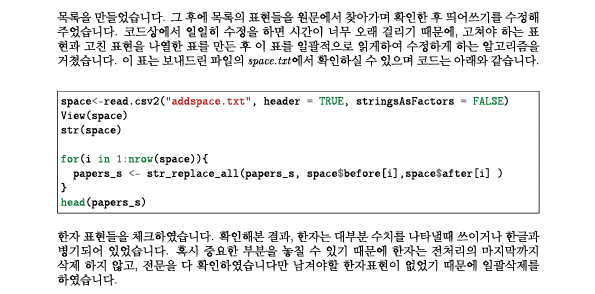 목록을 만들었습니다. 그 후에 목록의 표현들을 원문에서 찾아가며 확인한 후 띄어쓰기를 수정해
주었습니다. 코드상에서 일일히 수정을 하면 시간이 너무 오래 걸리기 때문에, 고쳐야 하는 표
현과 고친 표현을 나열한 표를 만든 후 이 표를 일괄적으로 읽게하여 수정하게 하는 알고리즘을
거쳤습니다. 이 표는 보내드린 파일의 space.txt에서 확인하실 수 있으며 코드는 아래와 같습니다.
space<-read.csv2("addspace.txt", header = TRUE, stringsAsFactors = FALSE)
View(space)
str(space)
for(i in 1:nrow(space)){
  papers_s <- str_replace_all(papers_s, space$before[i],space$after[i] )
}
head(papers_s)
한자 표현들을 체크하였습니다. 확인해본 결과, 한자는 대부분 수치를 나타낼때 쓰이거나 한글과
병기되어 있었습니다. 혹시 중요한 부분을 놓칠 수 있기 때문에 한자는 전처리의 마지막까지
삭제 하지 않고, 전문을 다 확인하였습니다만 남겨야할 한자표현이 없었기 때문에 일괄삭제를
하였습니다.